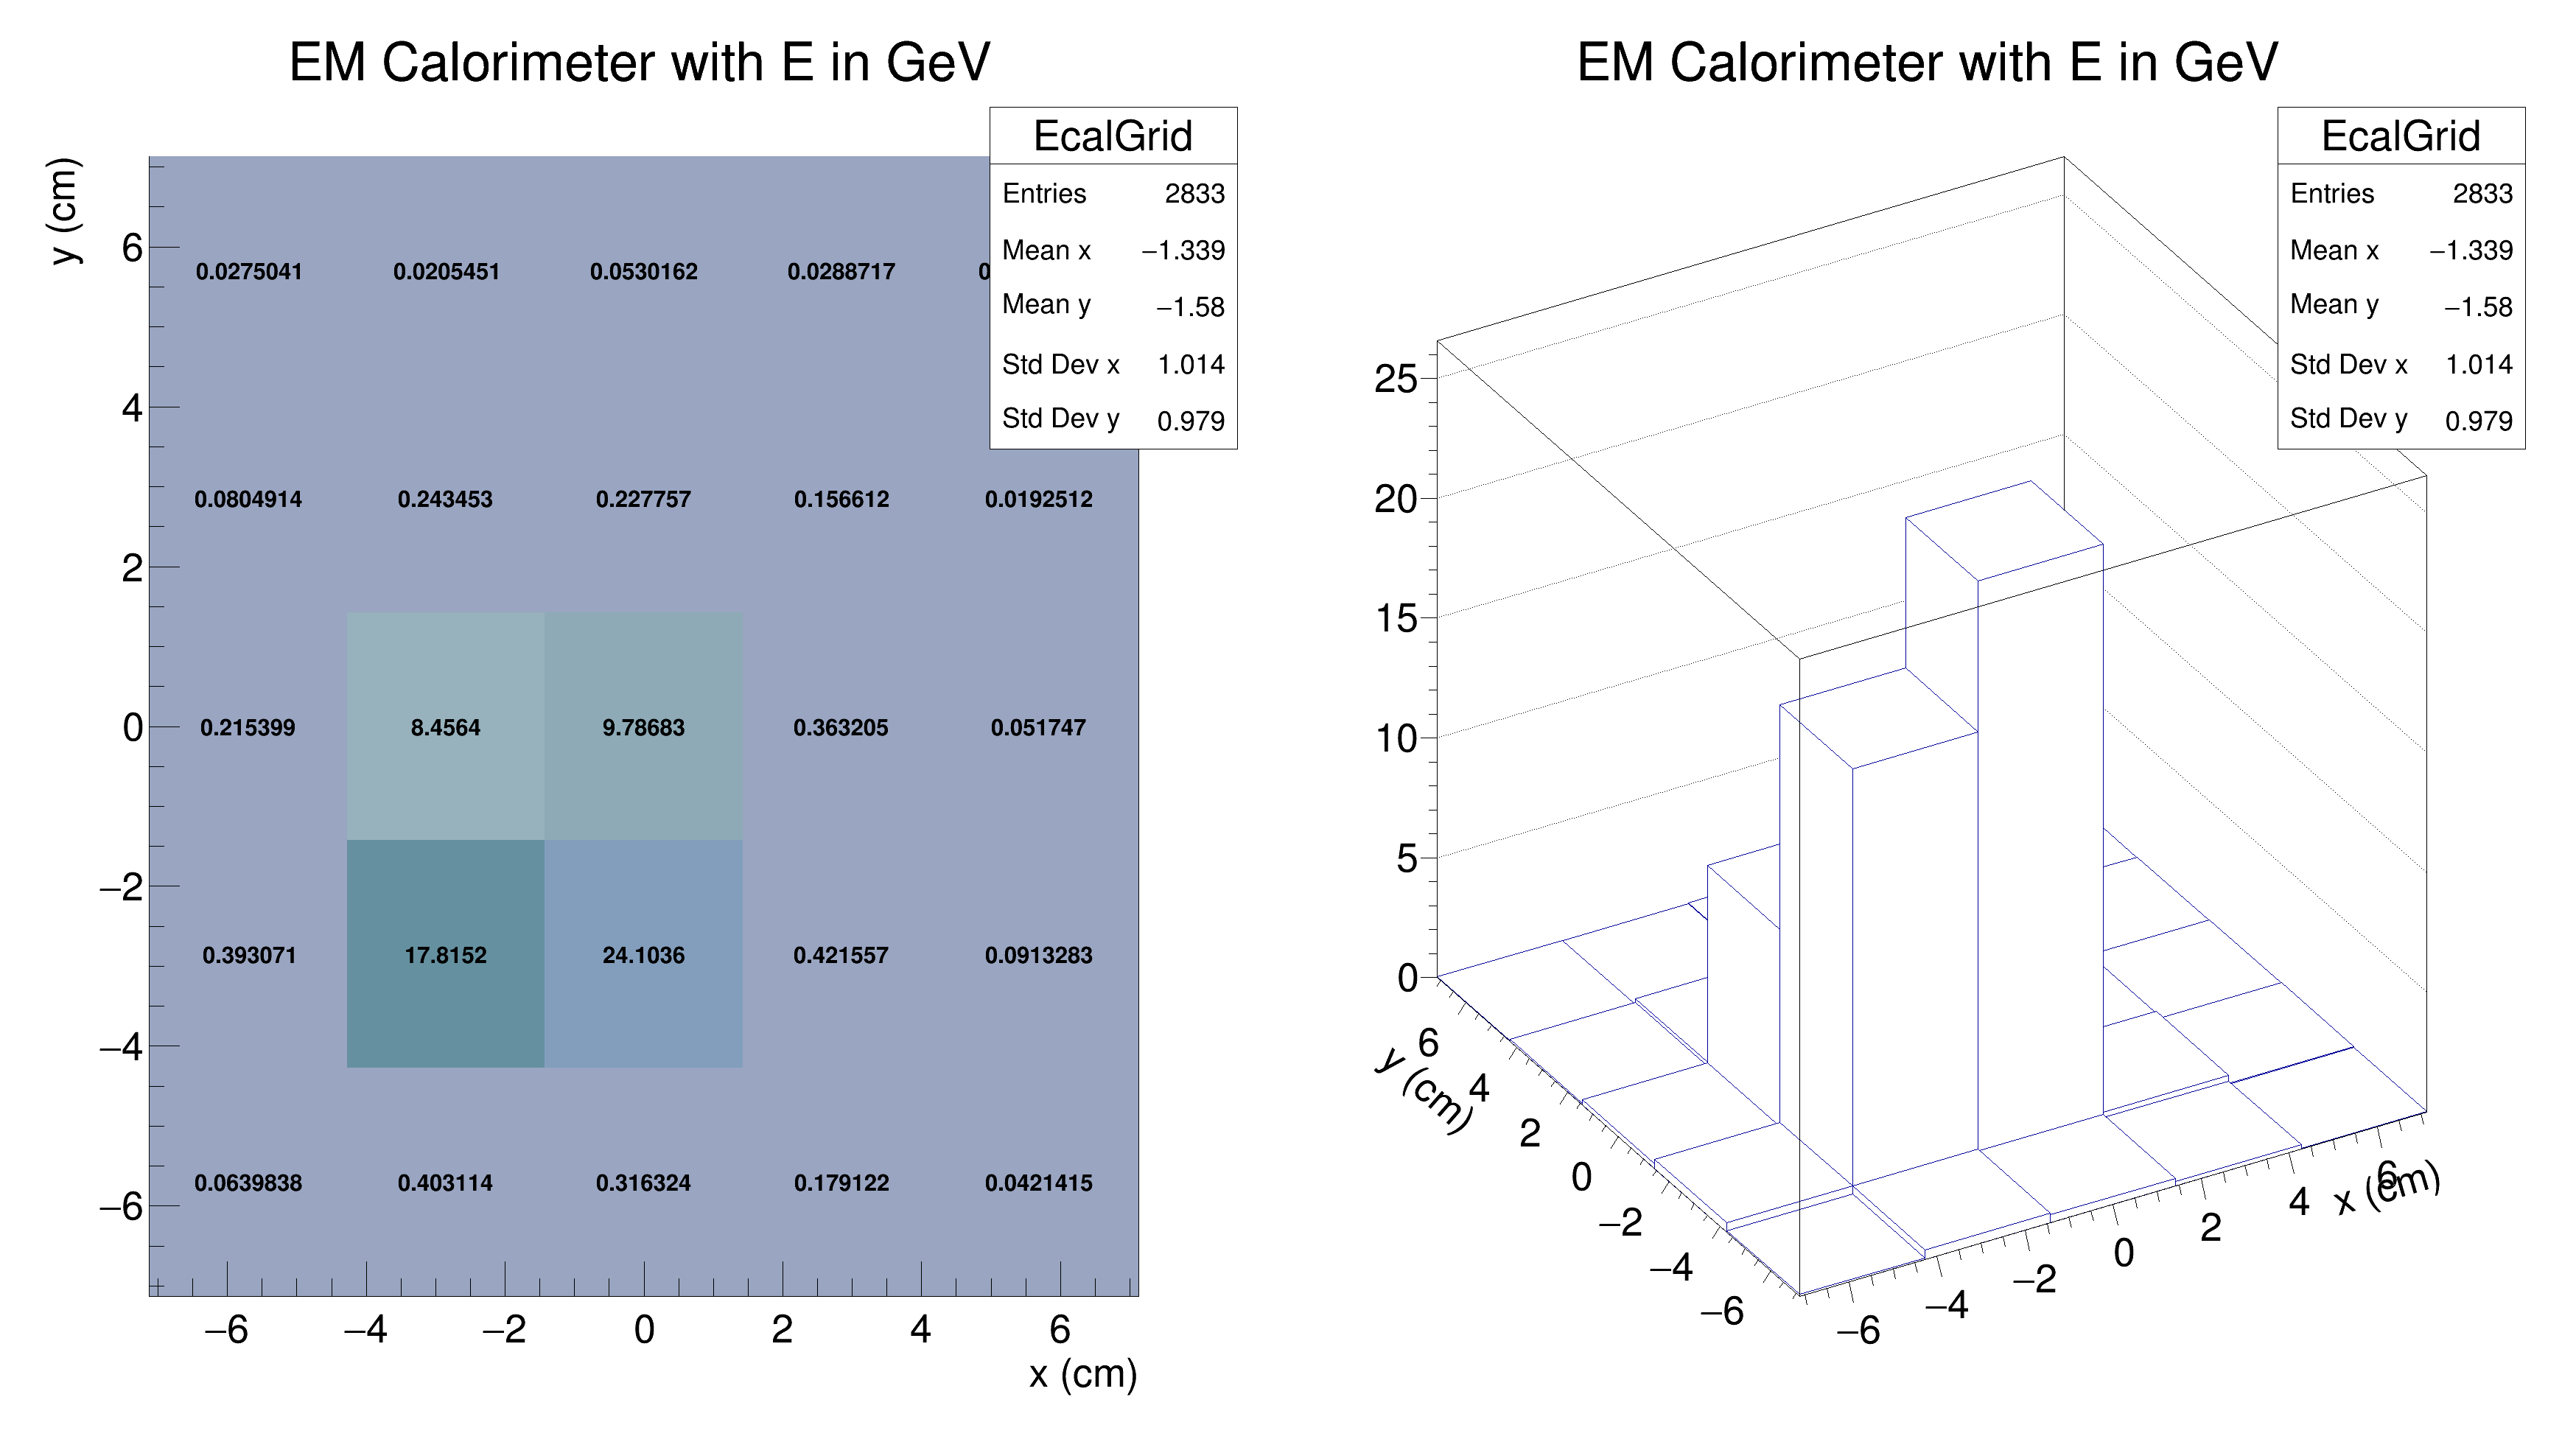 EM Calorimeter with E in GeV
EcalGrid
Entries 2833
Mean x −1.339
Mean y −1.58
Std Dev x 1.014
Std Dev y 0.979
y (cm)
6
4
2
0
−2
−4
−6
0.0275041 0.0205451 0.0530162 0.0288717
0.0804914 0.243453 0.227757 0.156612 0.0192512
0.215399 8.4564 9.78683 0.363205 0.051747
0.393071 17.8152 24.1036 0.421557 0.0913283
0.0639838 0.403114 0.316324 0.179122 0.0421415
−6 −4 −2 0 2 4 6
x (cm)
EM Calorimeter with E in GeV
EcalGrid
Entries 2833
Mean x −1.339
Mean y −1.58
Std Dev x 1.014
Std Dev y 0.979
25
20
15
10
5
0
6
4
2
0
−2
−4
−6
y (cm)
−6
−4
−2
0
2
4
6
x (cm)